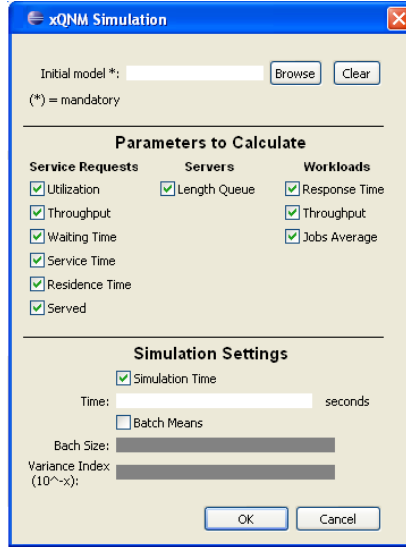 xQNM Simulation
Initial model *: Browse Clear
(*) = mandatory
Parameters to Calculate
Service Requests Servers Workloads
Utilization Length Queue Response Time
Throughput Throughput
Waiting Time Jobs Average
Service Time
Residence Time
Served
Simulation Settings
Simulation Time
Time: seconds
Batch Means
Bach Size:
Variance Index
(10^-x):
OK Cancel